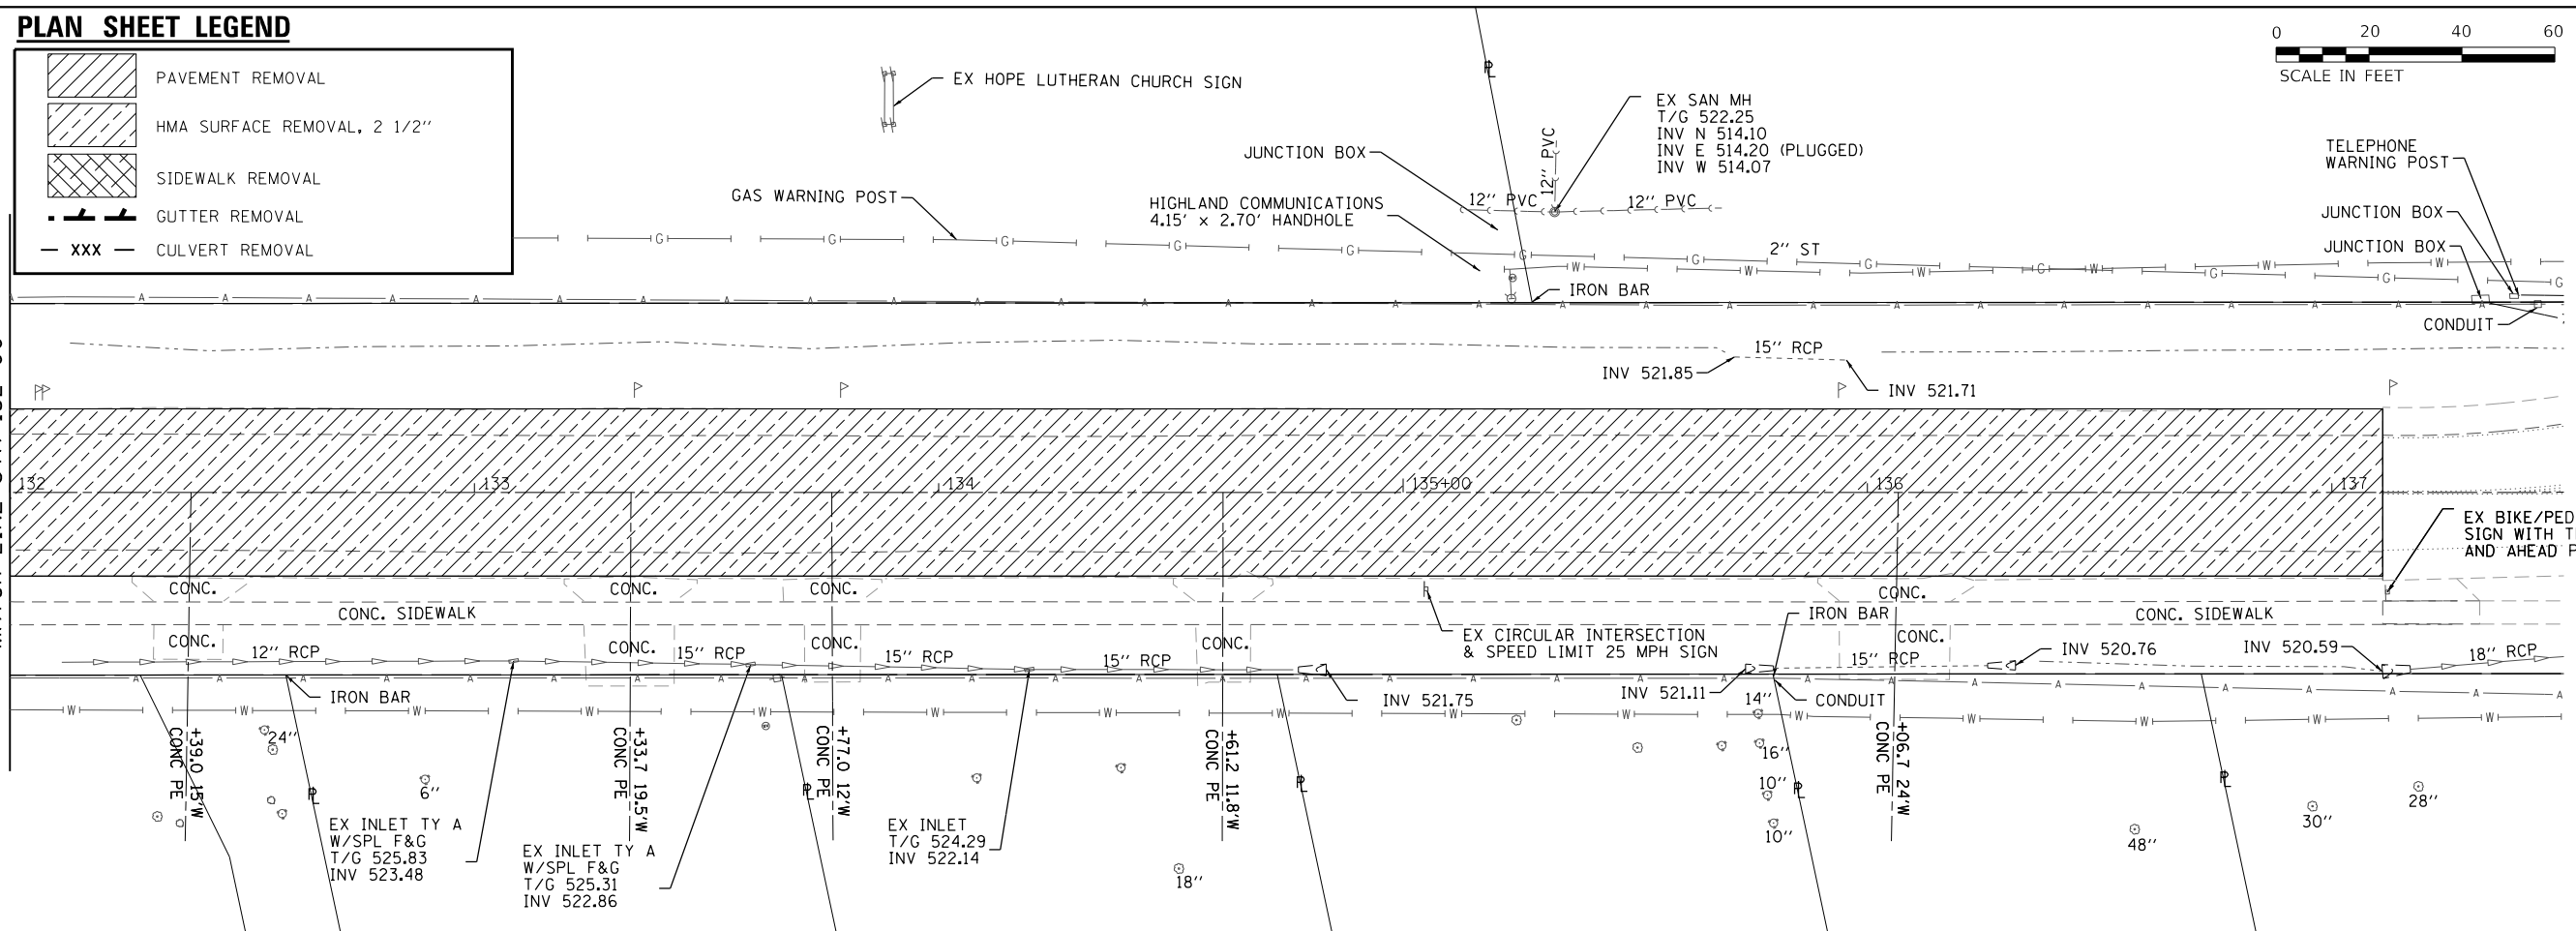 PLAN SHEET LEGEND
PAVEMENT REMOVAL
HMA SURFACE REMOVAL, 2 1/2"
SIDEWALK REMOVAL
GUTTER REMOVAL
XXX CULVERT REMOVAL
0 20 40 60
SCALE IN FEET
EX HOPE LUTHERAN CHURCH SIGN
GAS WARNING POST
JUNCTION BOX
HIGHLAND COMMUNICATIONS
4.15' x 2.70' HANDHOLE
EX SAN MH
T/G 522.25
INV N 514.10
INV E 514.20 (PLUGGED)
INV W 514.07
12" PVC
12" PVC
12" PVC
2" ST
IRON BAR
TELEPHONE
WARNING POST
JUNCTION BOX
JUNCTION BOX
CONDUIT
15" RCP
INV 521.85
INV 521.71
132 133 134 135+00 136 137
EX BIKE/PED
AND AHEAD
CONC. CONC. CONC. CONC.
CONC. SIDEWALK
CONC. SIDEWALK
CONC. CONC. CONC. CONC. CONC.
12" RCP
15" RCP
15" RCP
15" RCP
15" RCP
18" RCP
IRON BAR
EX CIRCULAR INTERSECTION
& SPEED LIMIT 25 MPH SIGN
IRON BAR
INV 521.75
INV 521.11
CONDUIT
INV 520.76
INV 520.59
+39.0 15'W
CONC PE
+33.7 19.5'W
CONC PE
+77.0 12'W
CONC PE
+61.2 11.8'W
CONC PE
+06.7 24'W
CONC PE
24"
6"
14"
16"
10"
10"
18"
48"
30"
28"
EX INLET TY A
W/SPL F&G
T/G 525.83
INV 523.48
EX INLET TY A
W/SPL F&G
T/G 525.31
INV 522.86
EX INLET
T/G 524.29
INV 522.14